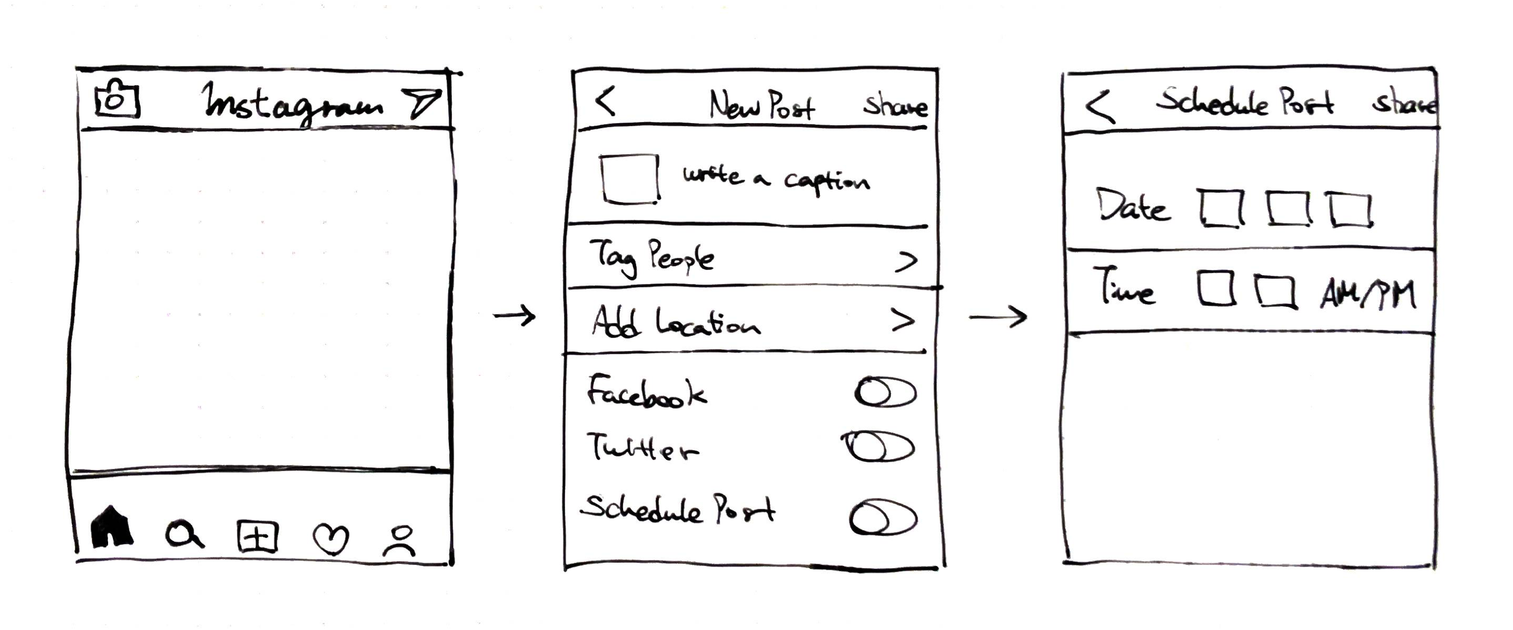 Instagram
< New Post share
write a caption
Tag People >
Add Location >
Facebook
Twitter
Schedule Post
< Schedule Post share
Date
Time AM/PM